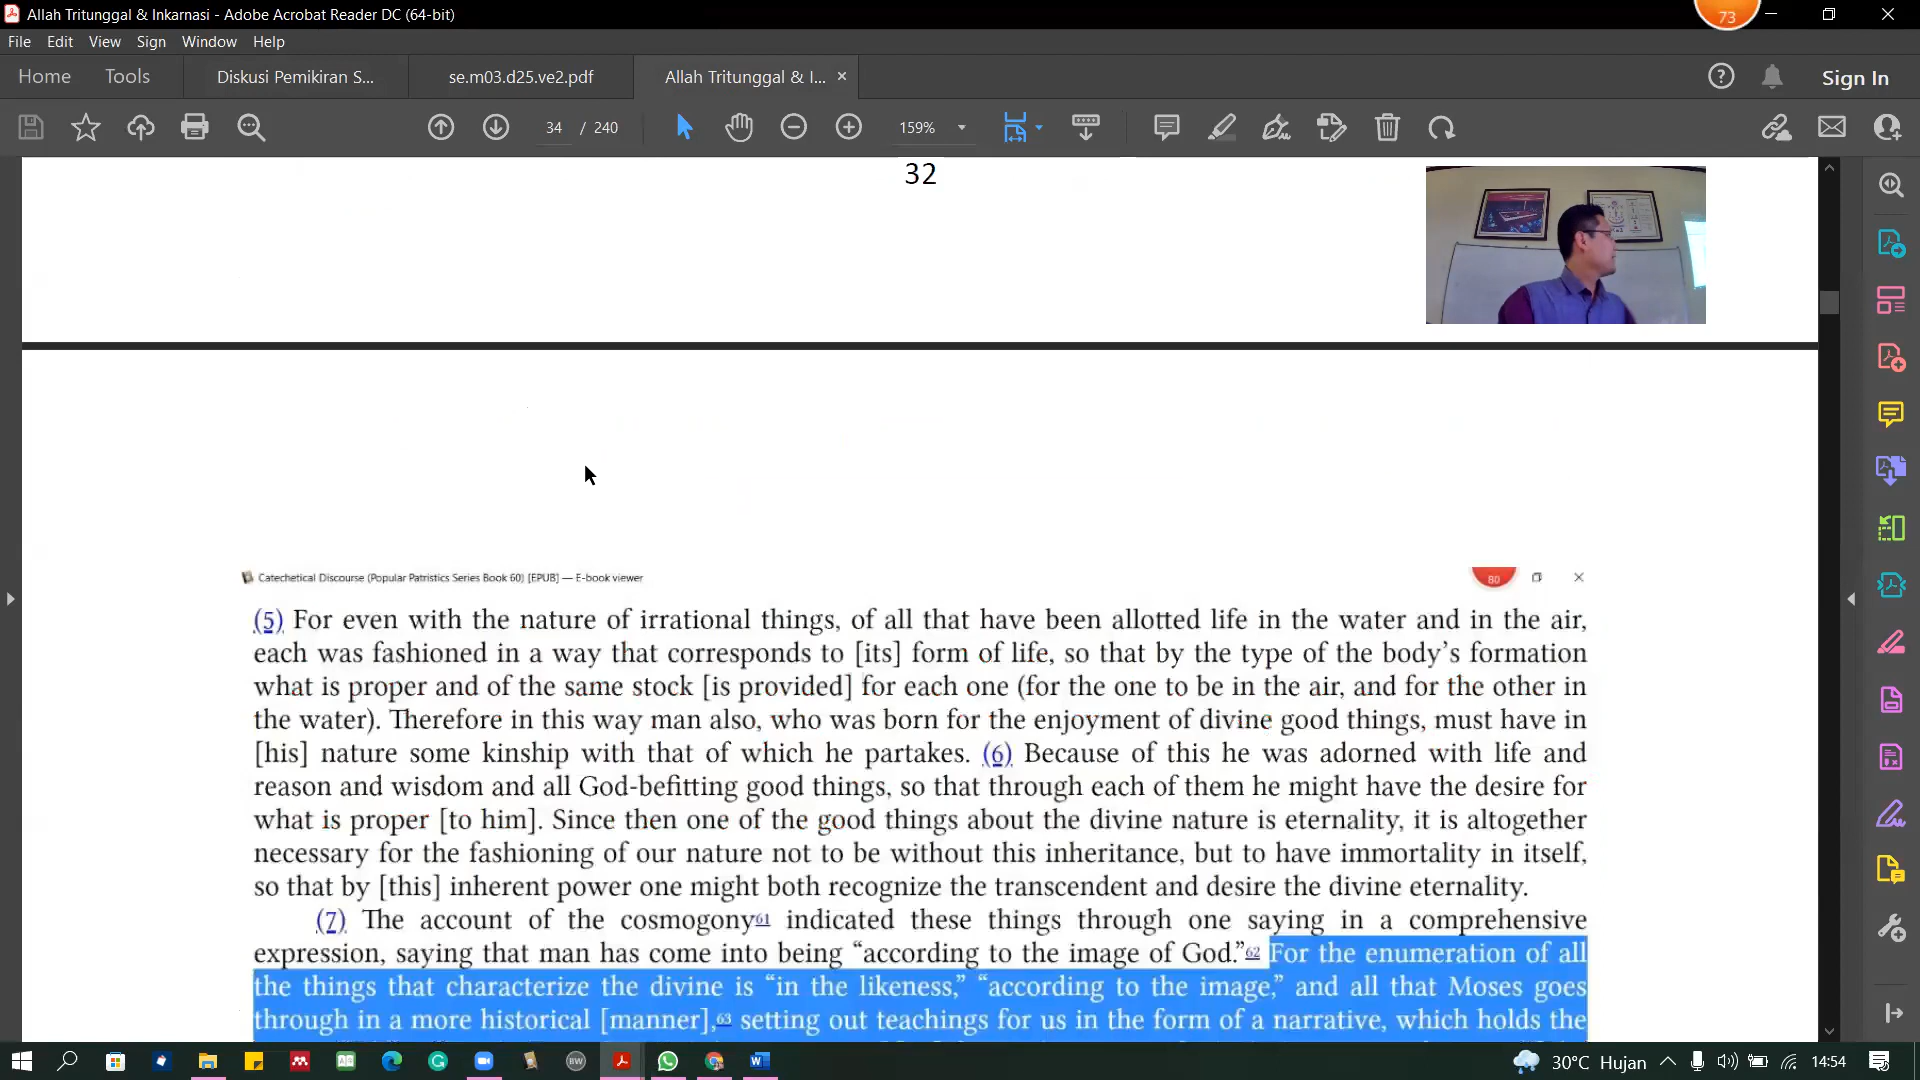 Allah Tritunggal & Inkarnasi - Adobe Acrobat Reader DC (64-bit)
73
File Edit View Sign Window Help
Home Tools Diskusi Pemikiran S... se.m03.d25.ve2.pdf Allah Tritunggal & I... Sign In
34 / 240 159%
32
Catechetical Discourse (Popular Patristics Series Book 60) [EPUB] — E-book viewer
80
(5) For even with the nature of irrational things, of all that have been allotted life in the water and in the air,
each was fashioned in a way that corresponds to [its] form of life, so that by the type of the body’s formation
what is proper and of the same stock [is provided] for each one (for the one to be in the air, and for the other in
the water). Therefore in this way man also, who was born for the enjoyment of divine good things, must have in
[his] nature some kinship with that of which he partakes. (6) Because of this he was adorned with life and
reason and wisdom and all God-befitting good things, so that through each of them he might have the desire for
what is proper [to him]. Since then one of the good things about the divine nature is eternality, it is altogether
necessary for the fashioning of our nature not to be without this inheritance, but to have immortality in itself,
so that by [this] inherent power one might both recognize the transcendent and desire the divine eternality.
(7) The account of the cosmogony61 indicated these things through one saying in a comprehensive
expression, saying that man has come into being “according to the image of God.”62 For the enumeration of all
the things that characterize the divine is “in the likeness,” “according to the image,” and all that Moses goes
through in a more historical [manner],63 setting out teachings for us in the form of a narrative, which holds the
BW
30°C Hujan 14:54